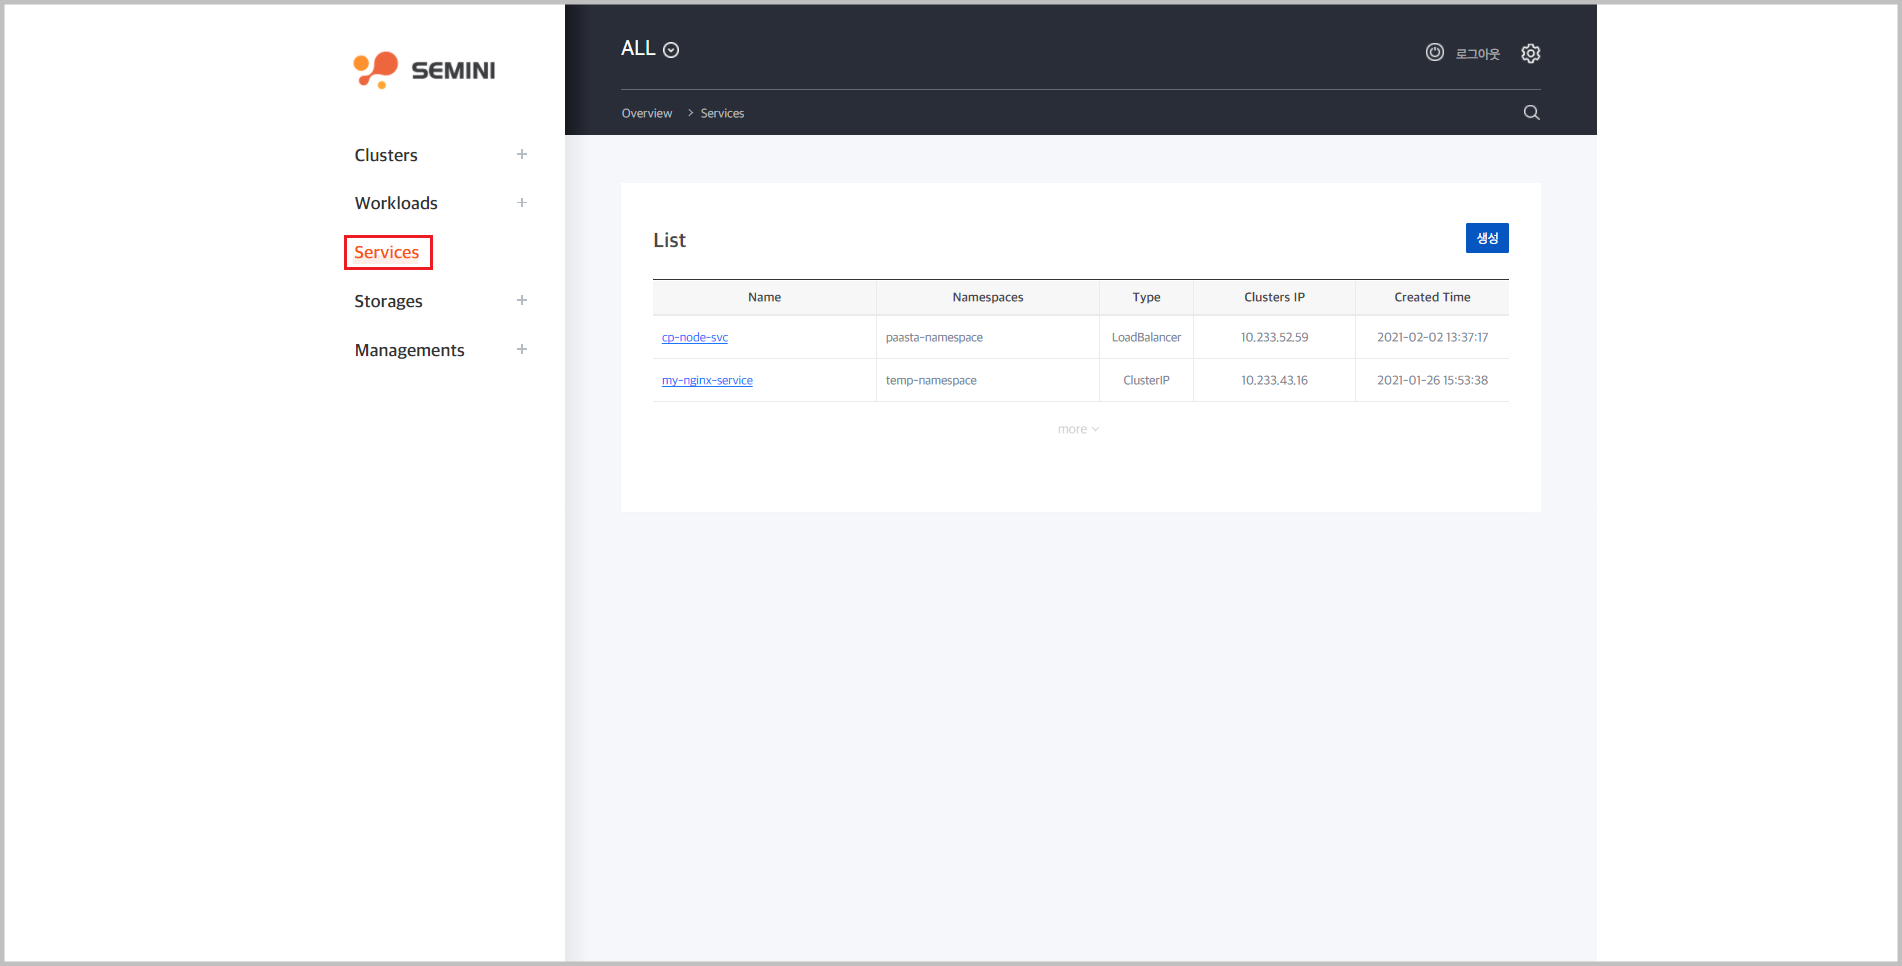 SEMINI
Clusters
Workloads
Services
Storages
Managements
ALL
로그아웃
Overview > Services
List
생성
Name Namespaces Type Clusters IP Created Time
cp-node-svc paasta-namespace LoadBalancer 10.233.52.59 2021-02-02 13:37:17
my-nginx-service temp-namespace ClusterIP 10.233.43.16 2021-01-26 15:53:38
more